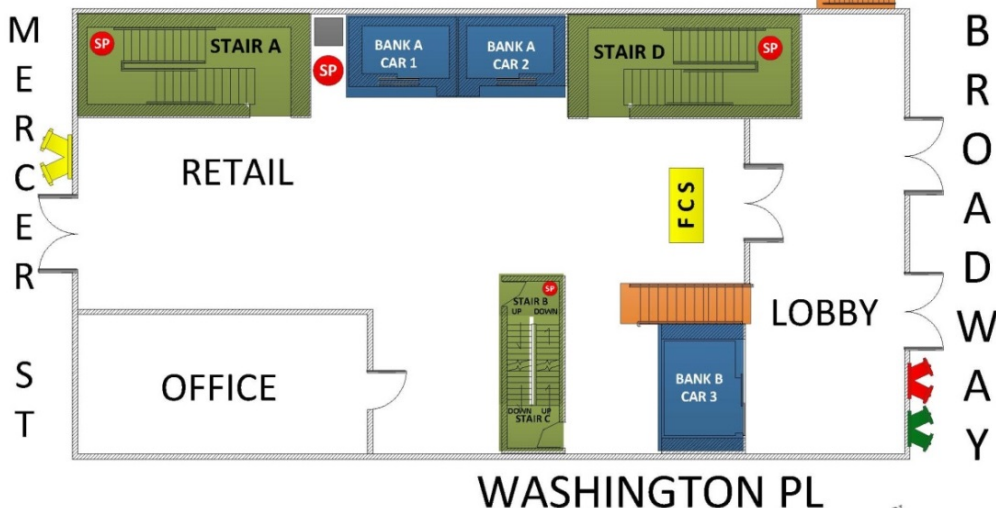 MERCER ST
SP
STAIR A
SP
BANK A
CAR 1
BANK A
CAR 2
STAIR D
SP
BROADWAY
RETAIL
FCS
SP
STAIR B
UP DOWN
DOWN UP
STAIR C
LOBBY
OFFICE
BANK B
CAR 3
WASHINGTON PL